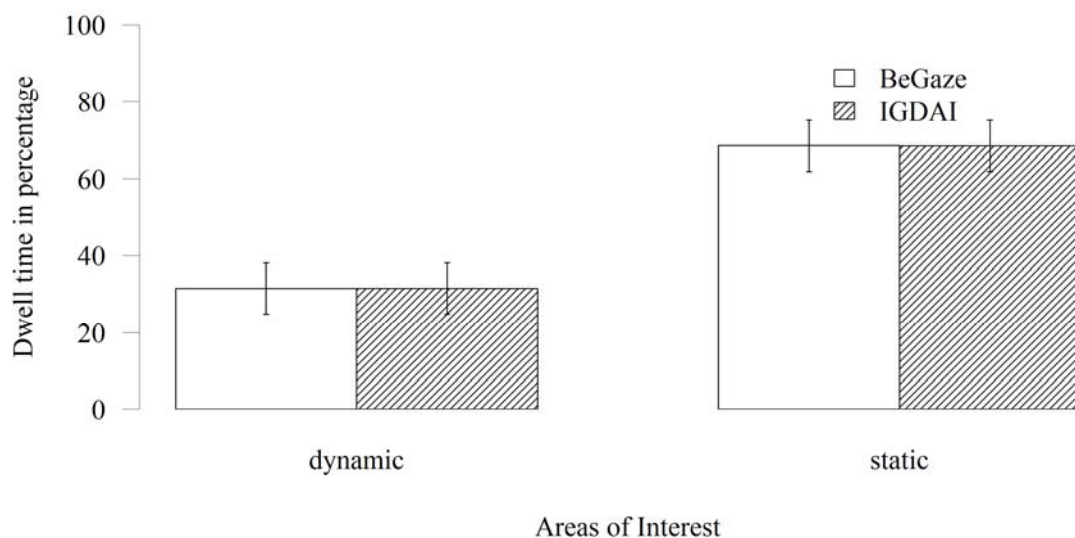 100
80
60
40
20
0
Dwell time in percentage
BeGaze
IGDAI
dynamic
static
Areas of Interest